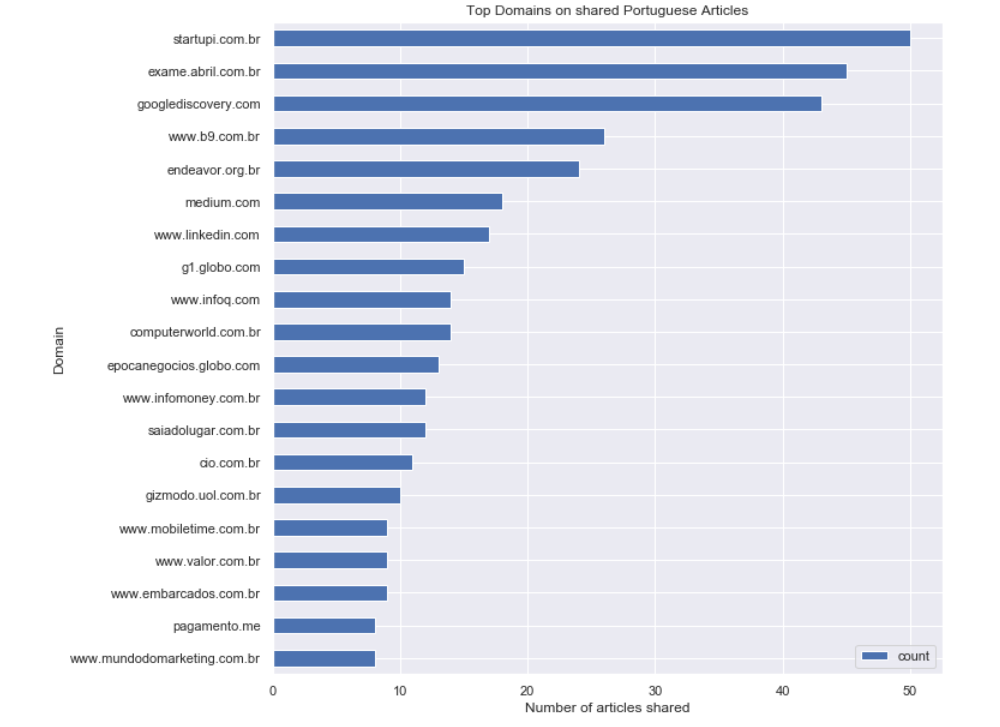 Top Domains on shared Portuguese Articles
startupi.com.br
exame.abril.com.br
googlediscovery.com
www.b9.com.br
endeavor.org.br
medium.com
www.linkedin.com
g1.globo.com
www.infoq.com
computerworld.com.br
epocanegocios.globo.com
www.infomoney.com.br
saiadolugar.com.br
cio.com.br
gizmodo.uol.com.br
www.mobiletime.com.br
www.valor.com.br
www.embarcados.com.br
pagamento.me
www.mundodomarketing.com.br
Domain
count
0 10 20 30 40 50
Number of articles shared